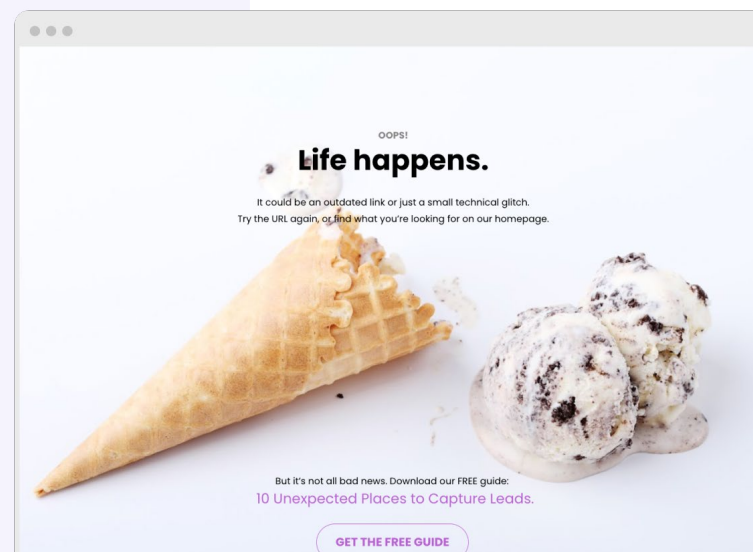 OOPS!
Life happens.
It could be an outdated link or just a small technical glitch.
Try the URL again, or find what you're looking for on our homepage.
But it's not all bad news. Download our FREE guide:
10 Unexpected Places to Capture Leads.
GET THE FREE GUIDE